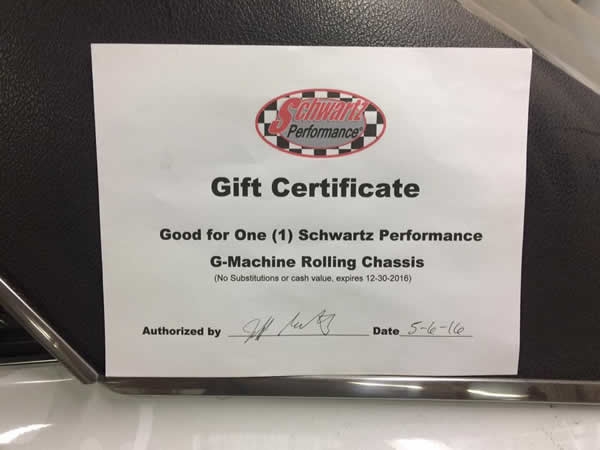 Schwartz
Performance®
Gift Certificate
Good for One (1) Schwartz Performance
G-Machine Rolling Chassis
(No Substitutions or cash value, expires 12-30-2016)
Authorized by Date 5-6-16